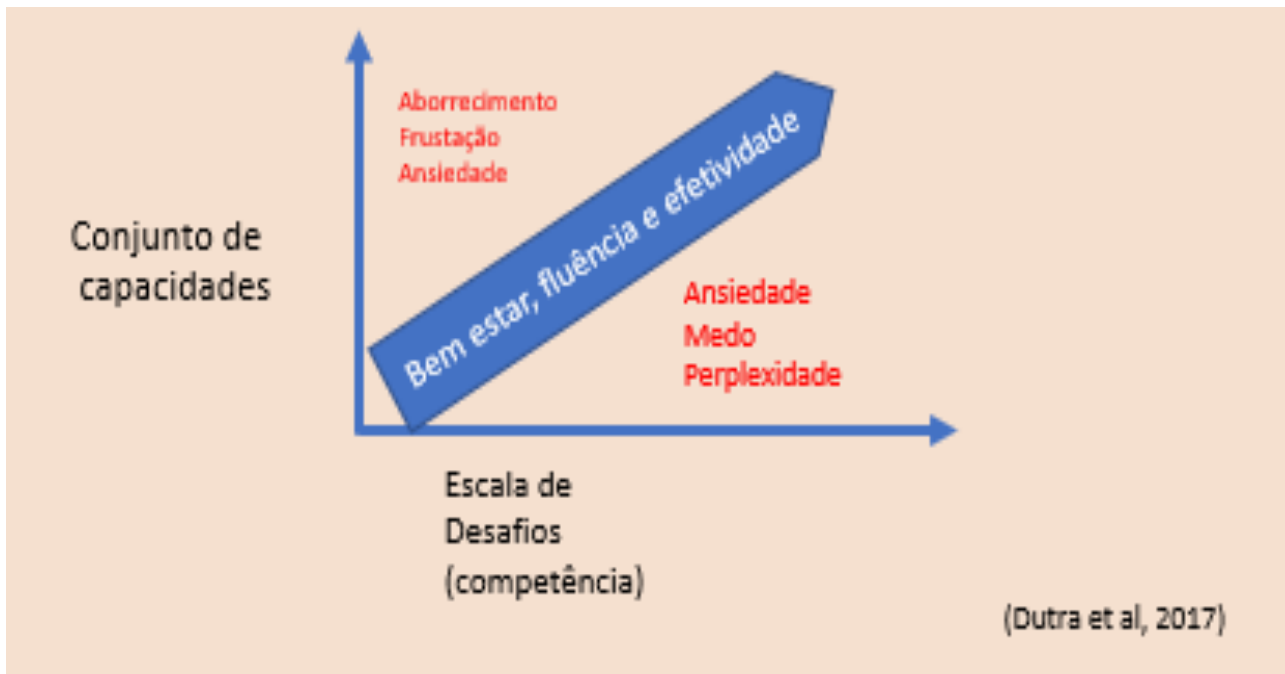 Aborrecimento
Frustação
Ansiedade
Bem estar, fluência e efetividade
Conjunto de
capacidades
Ansiedade
Medo
Perplexidade
Escala de
Desafios
(competência)
(Dutra et al, 2017)